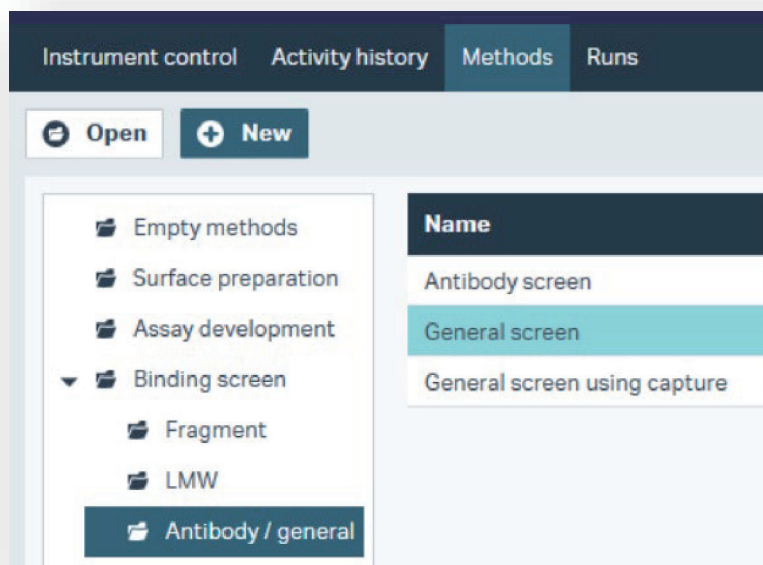 Instrument control Activity history Methods Runs
Open New
Empty methods
Surface preparation
Assay development
Binding screen
Fragment
LMW
Antibody / general
Name
Antibody screen
General screen
General screen using capture